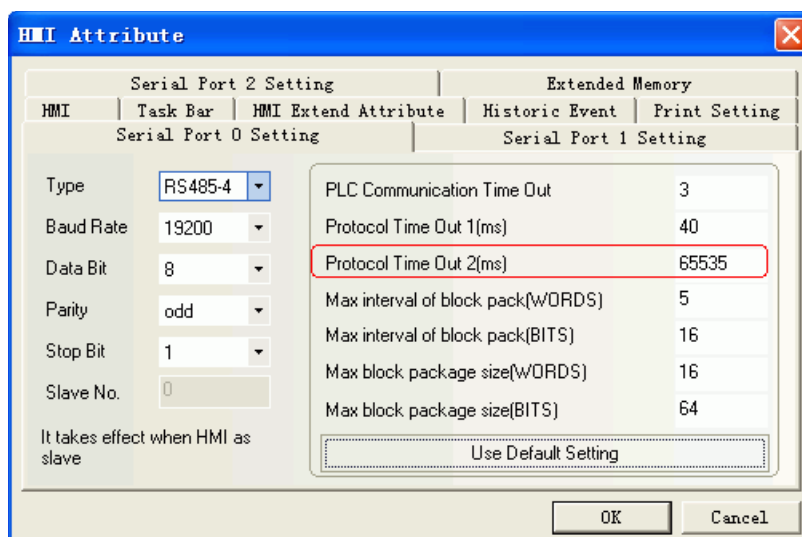 HMI Attribute
Serial Port 2 Setting
Extended Memory
HMI
Task Bar
HMI Extend Attribute
Historic Event
Print Setting
Serial Port 0 Setting
Serial Port 1 Setting
Type
RS485-4
Baud Rate
19200
Data Bit
8
Parity
odd
Stop Bit
1
Slave No.
0
It takes effect when HMI as
slave
PLC Communication Time Out
3
Protocol Time Out 1(ms)
40
Protocol Time Out 2(ms)
65535
Max interval of block pack(WORDS)
5
Max interval of block pack(BITS)
16
Max block package size(WORDS)
16
Max block package size(BITS)
64
Use Default Setting
OK
Cancel